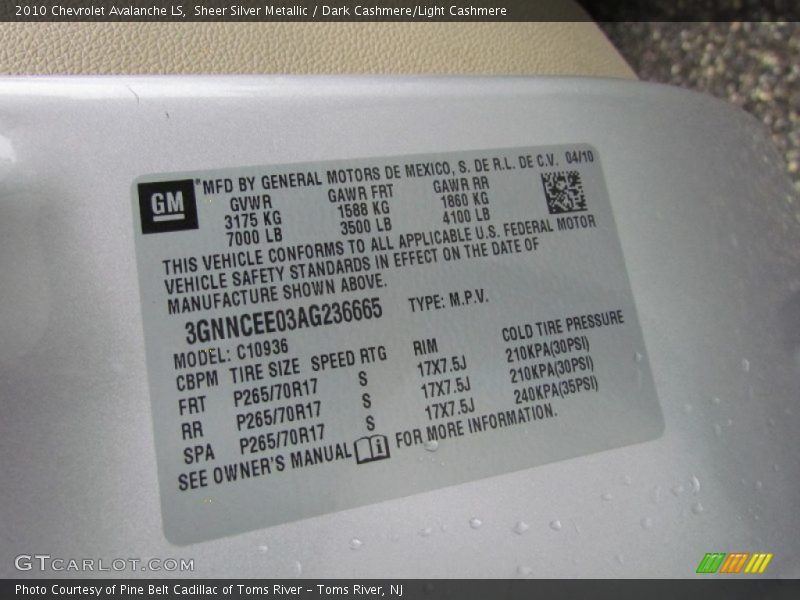 2010 Chevrolet Avalanche LS, Sheer Silver Metallic / Dark Cashmere/Light Cashmere
GM ® MFD BY GENERAL MOTORS DE MEXICO, S. DE R.L. DE C.V. 04/10
GVWR GAWR FRT GAWR RR
3175 KG 1588 KG 1860 KG
7000 LB 3500 LB 4100 LB
THIS VEHICLE CONFORMS TO ALL APPLICABLE U.S. FEDERAL MOTOR
VEHICLE SAFETY STANDARDS IN EFFECT ON THE DATE OF
MANUFACTURE SHOWN ABOVE.
3GNNCEE03AG236665 TYPE: M.P.V.
MODEL: C10936
CBPM TIRE SIZE SPEED RTG RIM COLD TIRE PRESSURE
FRT P265/70R17 S 17X7.5J 210KPA(30PSI)
RR P265/70R17 S 17X7.5J 210KPA(30PSI)
SPA P265/70R17 S 17X7.5J 240KPA(35PSI)
SEE OWNER'S MANUAL i FOR MORE INFORMATION.
GTCARLOT.COM
Photo Courtesy of Pine Belt Cadillac of Toms River - Toms River, NJ